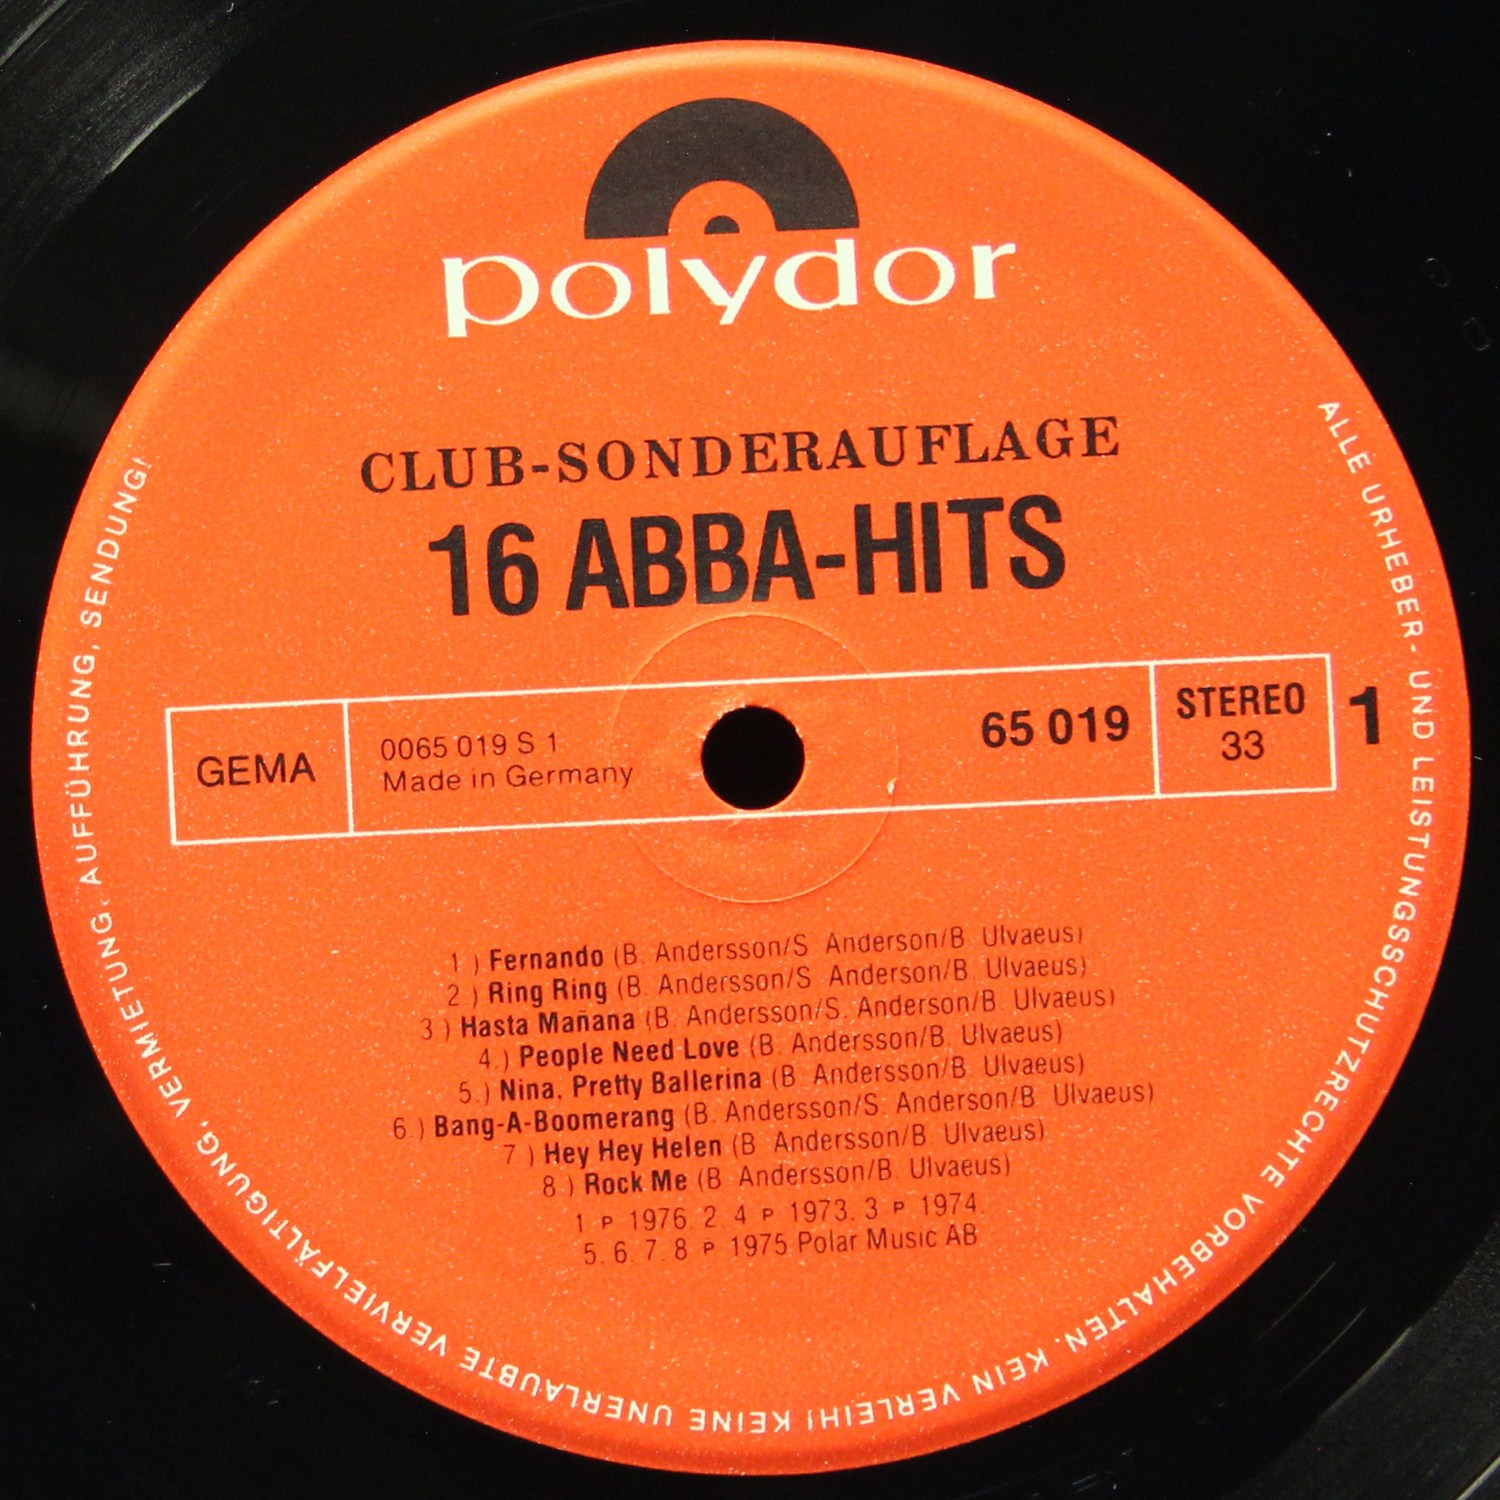 polydor
CLUB-SONDERAUFLAGE
16 ABBA-HITS
GEMA
0065 019 S 1
Made in Germany
65 019
STEREO
33
1
1 ) Fernando (B. Andersson/S Anderson/B Ulvaeus)
2 ) Ring Ring (B. Andersson/S Anderson/B. Ulvaeus)
3 ) Hasta Mañana (B. Andersson/S. Anderson/B Ulvaeus)
4.) People Need Love (B. Andersson/B. Ulvaeus)
5.) Nina, Pretty Ballerina (B Andersson/B. Ulvaeus)
6.) Bang-A-Boomerang (B. Andersson/S. Anderson/B Ulvaeus)
7 ) Hey Hey Helen (B Andersson/B Ulvaeus)
8 ) Rock Me (B Andersson/B. Ulvaeus)
1 P 1976. 2. 4 P 1973. 3 P 1974.
5. 6. 7. 8 P 1975 Polar Music AB
ALLE URHEBER- UND LEISTUNGSSCHUTZRECHTE VORBEHALTEN. KEIN VERLEIH! KEINE UNERLAUBTE VERVIELFÄLTIGUNG, VERMIETUNG, AUFFÜHRUNG, SENDUNG!